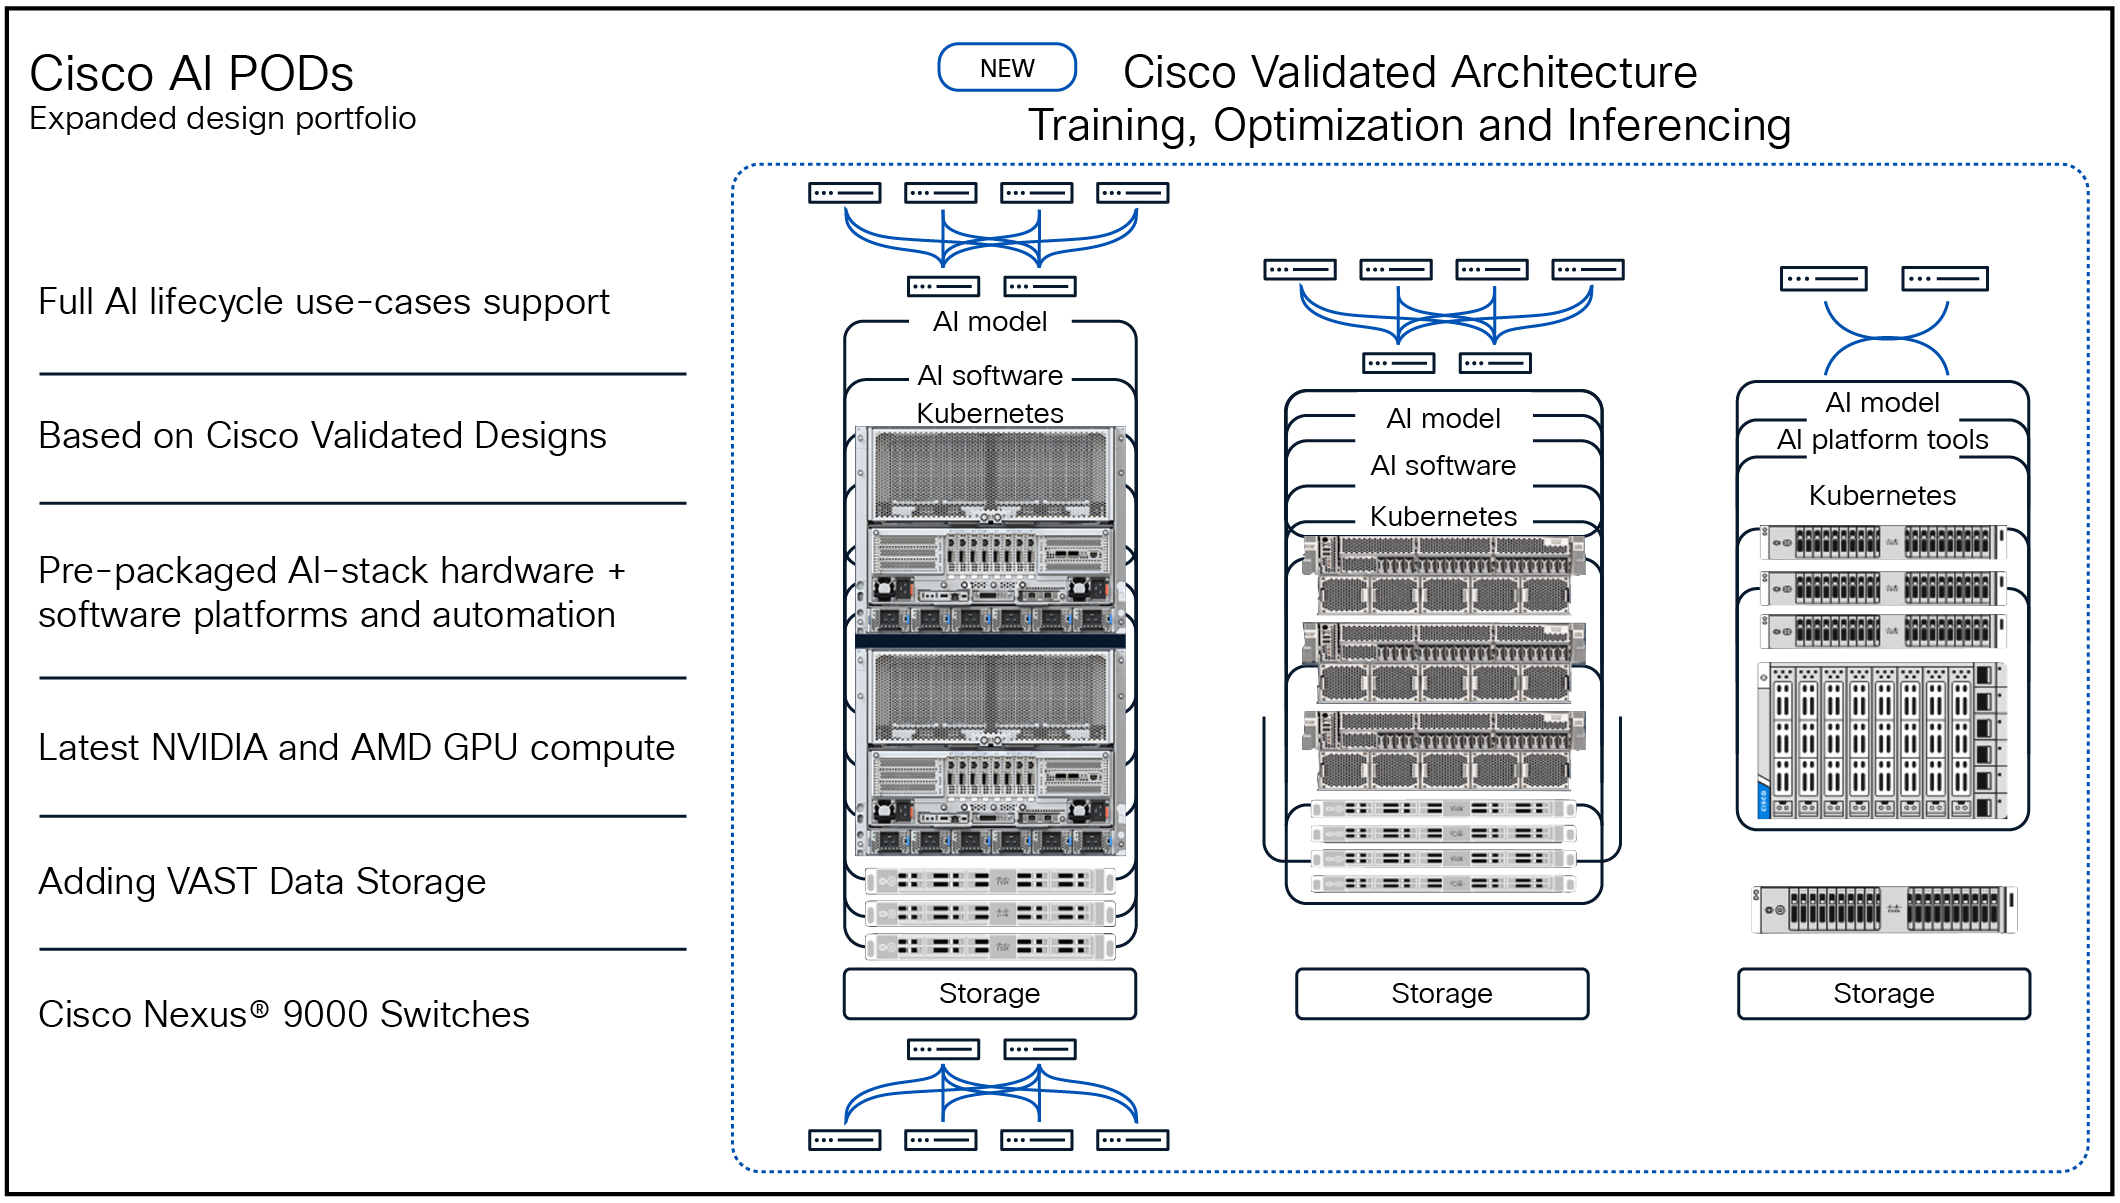 Cisco AI PODs
Expanded design portfolio
NEW
Cisco Validated Architecture
Training, Optimization and Inferencing
Full AI lifecycle use-cases support
Based on Cisco Validated Designs
Pre-packaged AI-stack hardware +
software platforms and automation
Latest NVIDIA and AMD GPU compute
Adding VAST Data Storage
Cisco Nexus® 9000 Switches
AI model
AI software
Kubernetes
Storage
AI model
AI software
Kubernetes
Storage
AI model
AI platform tools
Kubernetes
CISCO
Storage